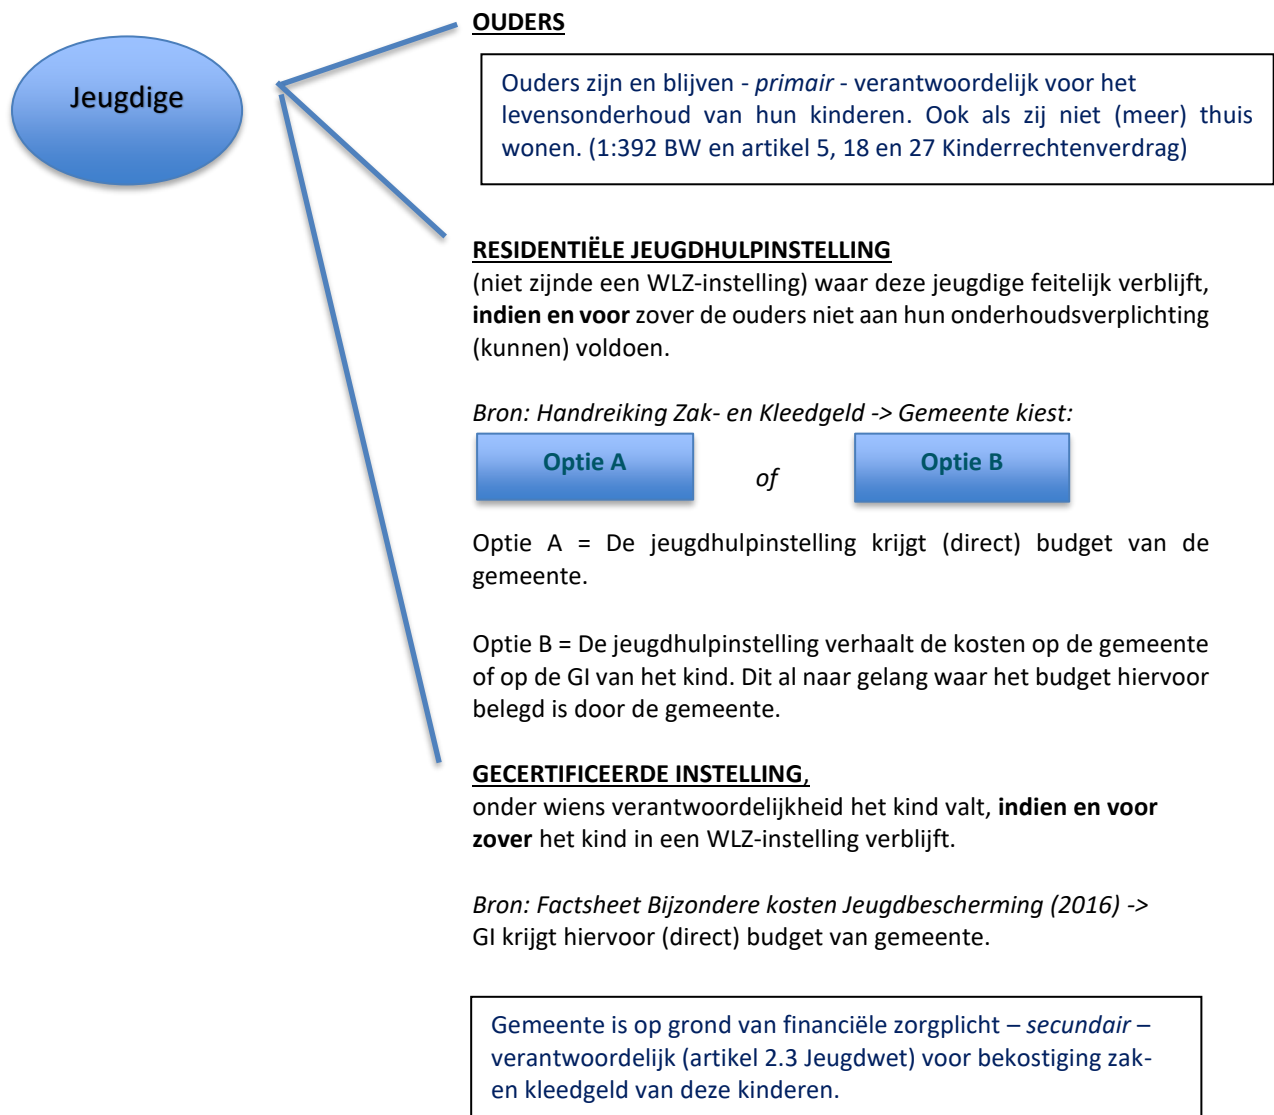 OUDERS
Jeugdige
Ouders zijn en blijven - primair - verantwoordelijk voor het
levensonderhoud van hun kinderen. Ook als zij niet (meer) thuis
wonen. (1:392 BW en artikel 5, 18 en 27 Kinderrechtenverdrag)
RESIDENTIËLE JEUGDHULPINSTELLING
(niet zijnde een WLZ-instelling) waar deze jeugdige feitelijk verblijft,
indien en voor zover de ouders niet aan hun onderhoudsverplichting
(kunnen) voldoen.
Bron: Handreiking Zak- en Kleedgeld -> Gemeente kiest:
Optie A of Optie B
Optie A = De jeugdhulpinstelling krijgt (direct) budget van de
gemeente.
Optie B = De jeugdhulpinstelling verhaalt de kosten op de gemeente
of op de GI van het kind. Dit al naar gelang waar het budget hiervoor
belegd is door de gemeente.
GECERTIFICEERDE INSTELLING,
onder wiens verantwoordelijkheid het kind valt, indien en voor
zover het kind in een WLZ-instelling verblijft.
Bron: Factsheet Bijzondere kosten Jeugdbescherming (2016) ->
GI krijgt hiervoor (direct) budget van gemeente.
Gemeente is op grond van financiële zorgplicht – secundair –
verantwoordelijk (artikel 2.3 Jeugdwet) voor bekostiging zak-
en kleedgeld van deze kinderen.